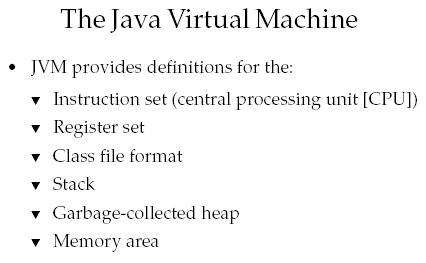 The Java Virtual Machine
• JVM provides definitions for the:
▼ Instruction set (central processing unit [CPU])
▼ Register set
▼ Class file format
▼ Stack
▼ Garbage-collected heap
▼ Memory area